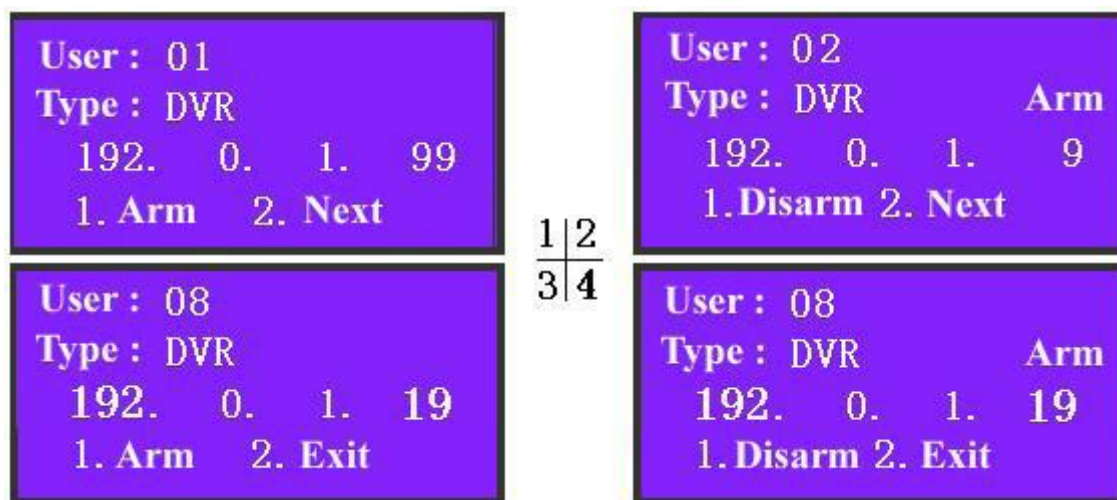 User : 01
Type : DVR
192. 0. 1. 99
1. Arm 2. Next
User : 02
Type : DVR Arm
192. 0. 1. 9
1. Disarm 2. Next
1 2
3 4
User : 08
Type : DVR
192. 0. 1. 19
1. Arm 2. Exit
User : 08
Type : DVR Arm
192. 0. 1. 19
1. Disarm 2. Exit